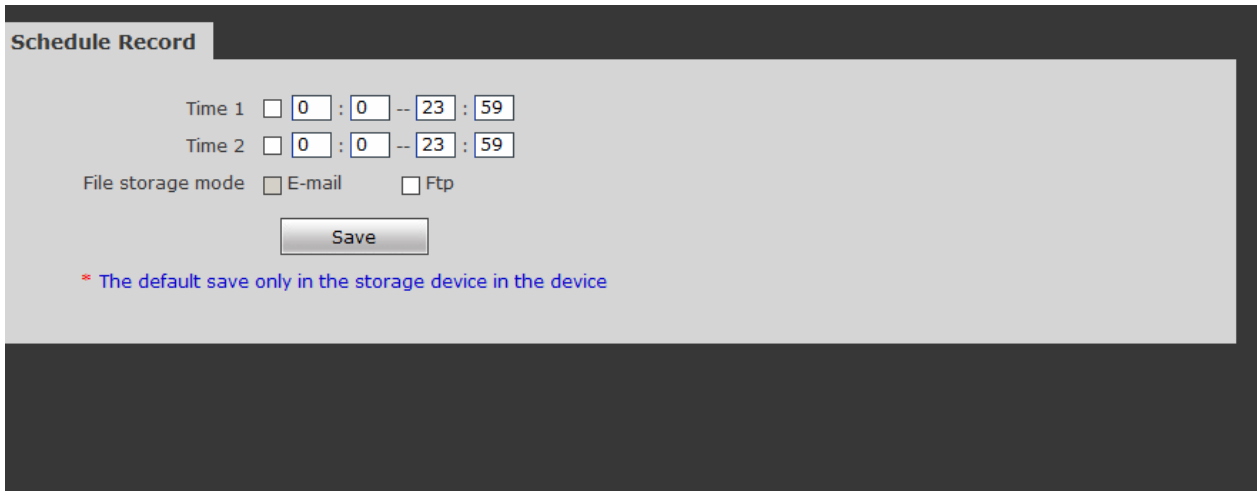 Schedule Record
Time 1 0 : 0 -- 23 : 59
Time 2 0 : 0 -- 23 : 59
File storage mode E-mail Ftp
Save
* The default save only in the storage device in the device